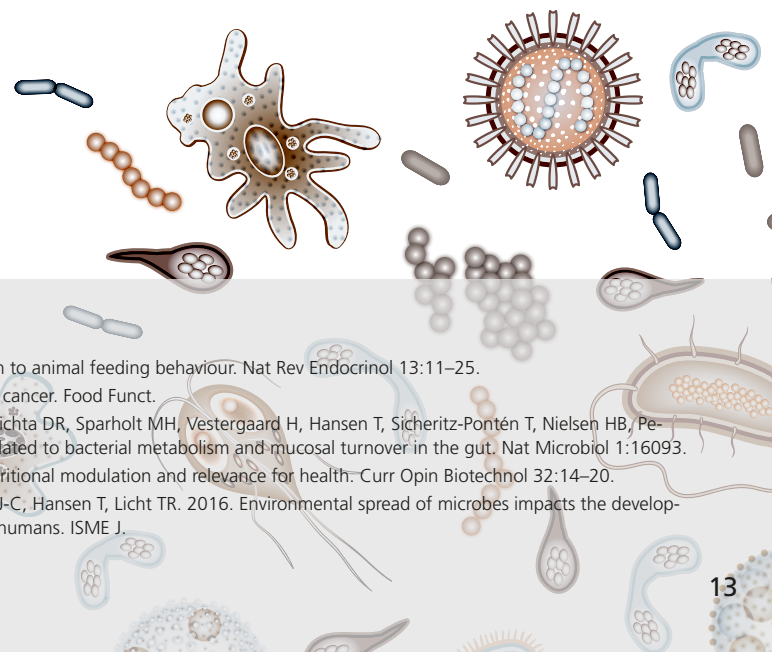 n to animal feeding behaviour. Nat Rev Endocrinol 13:11–25.
cancer. Food Funct.
ichta DR, Sparholt MH, Vestergaard H, Hansen T, Sicheritz-Pontén T, Nielsen HB, Pe-
lated to bacterial metabolism and mucosal turnover in the gut. Nat Microbiol 1:16093.
ritional modulation and relevance for health. Curr Opin Biotechnol 32:14–20.
J-C, Hansen T, Licht TR. 2016. Environmental spread of microbes impacts the develop-
humans. ISME J.
13